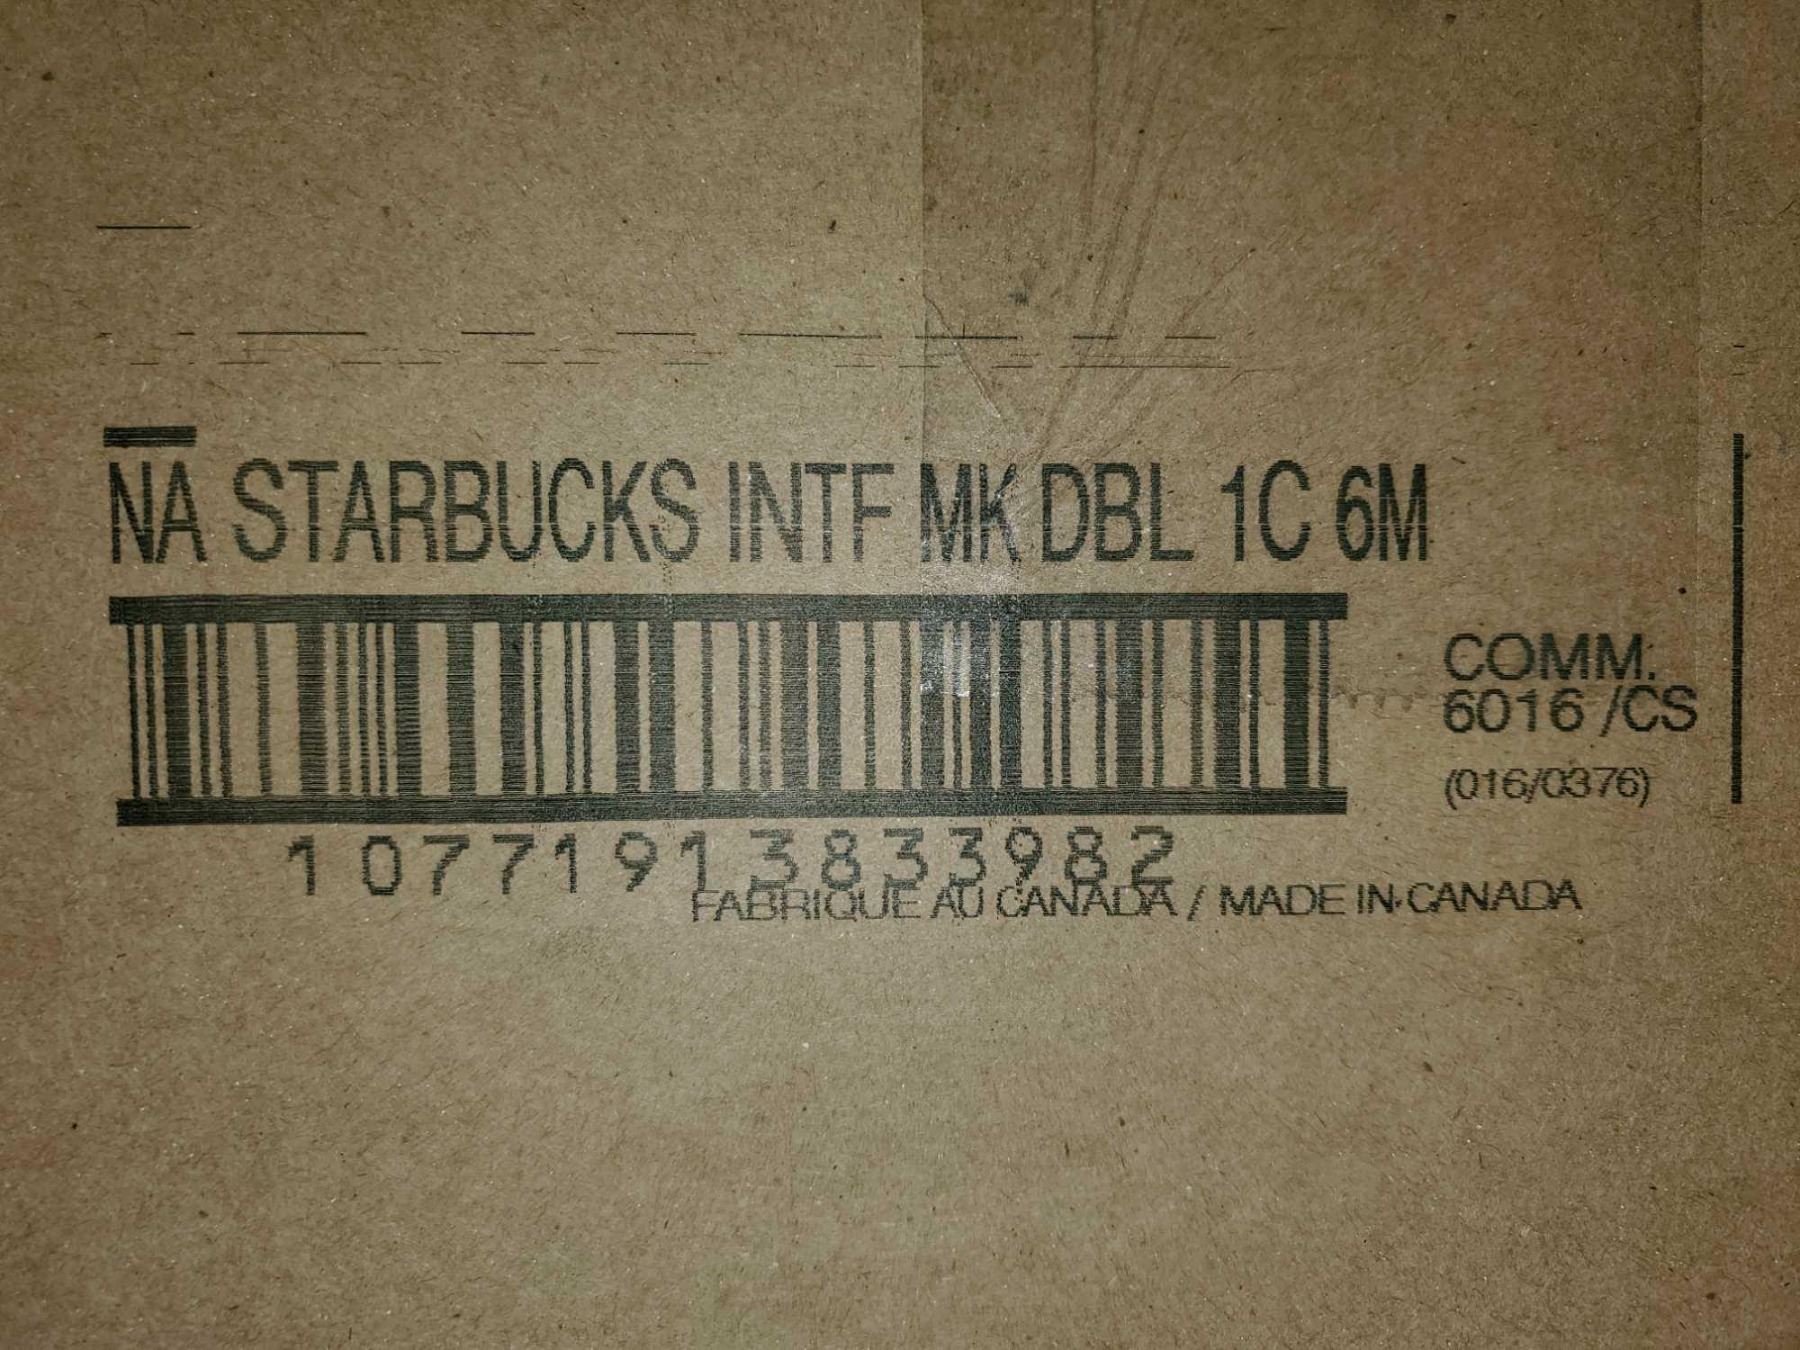 NA STARBUCKS INTF MK DBL 1C 6M
COMM.
6016 /CS
(016/0376)
10771913833982
FABRIQUE AU CANADA / MADE IN CANADA